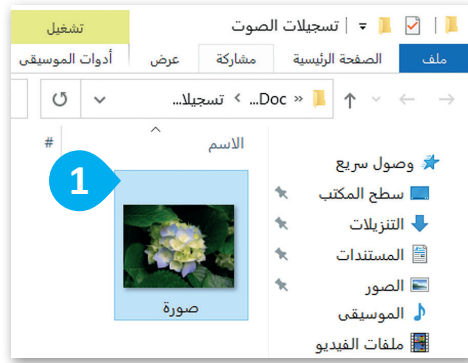 تسجيلات الصوت
تشغيل
ملف الصفحة الرئيسية مشاركة عرض أدوات الموسيقى
Doc... « تسجيلا...
الاسم #
1
صورة
وصول سريع
سطح المكتب
التنزيلات
المستندات
الصور
الموسيقى
ملفات الفيديو